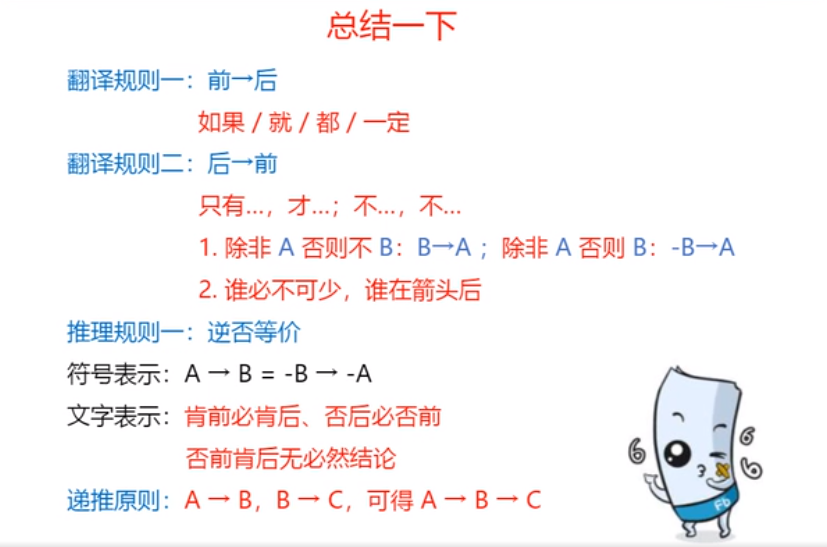 总结一下
翻译规则一：前→后
如果 / 就 / 都 / 一定
翻译规则二：后→前
只有...，才...；不...，不...
1. 除非 A 否则不 B：B→A ；除非 A 否则 B：-B→A
2. 谁必不可少，谁在箭头后
推理规则一：逆否等价
符号表示：A → B = -B → -A
文字表示：肯前必肯后、否后必否前
否前肯后无必然结论
递推原则：A → B，B → C，可得 A → B → C
6 6 6
Fb